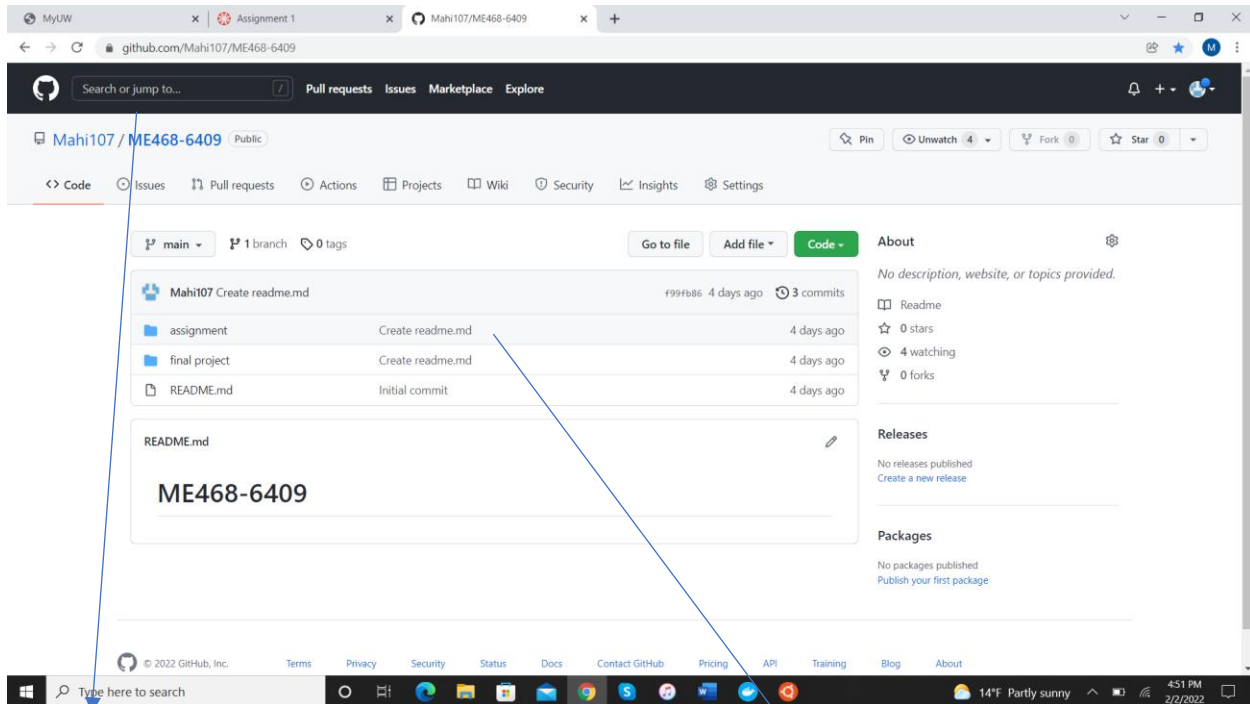 MyUW
Assignment 1
Mahi107/ME468-6409
github.com/Mahi107/ME468-6409
M
Search or jump to... /
Pull requests Issues Marketplace Explore
Mahi107 / ME468-6409 Public
Pin
Unwatch 4
Fork 0
Star 0
Code
Issues
Pull requests
Actions
Projects
Wiki
Security
Insights
Settings
main
1 branch
0 tags
Go to file
Add file
Code
Mahi107 Create readme.md f99fb86 4 days ago 3 commits
assignment Create readme.md 4 days ago
final project Create readme.md 4 days ago
README.md Initial commit 4 days ago
README.md
ME468-6409
About
No description, website, or topics provided.
Readme
0 stars
4 watching
0 forks
Releases
No releases published
Create a new release
Packages
No packages published
Publish your first package
© 2022 GitHub, Inc. Terms Privacy Security Status Docs Contact GitHub Pricing API Training Blog About
Type here to search
14°F Partly sunny
4:51 PM
2/2/2022